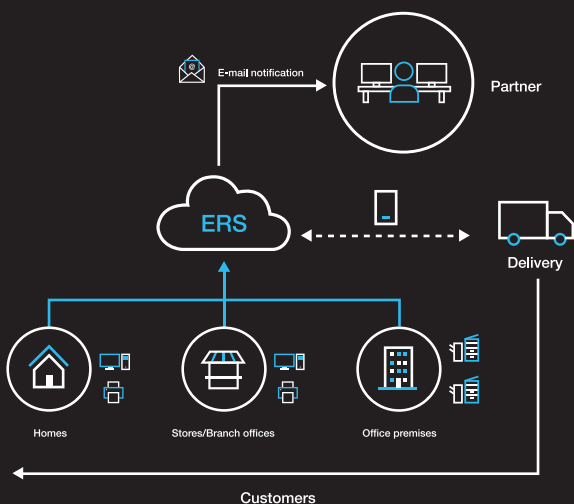 E-mail notification
Partner
ERS
Delivery
Homes
Stores/Branch offices
Office premises
Customers